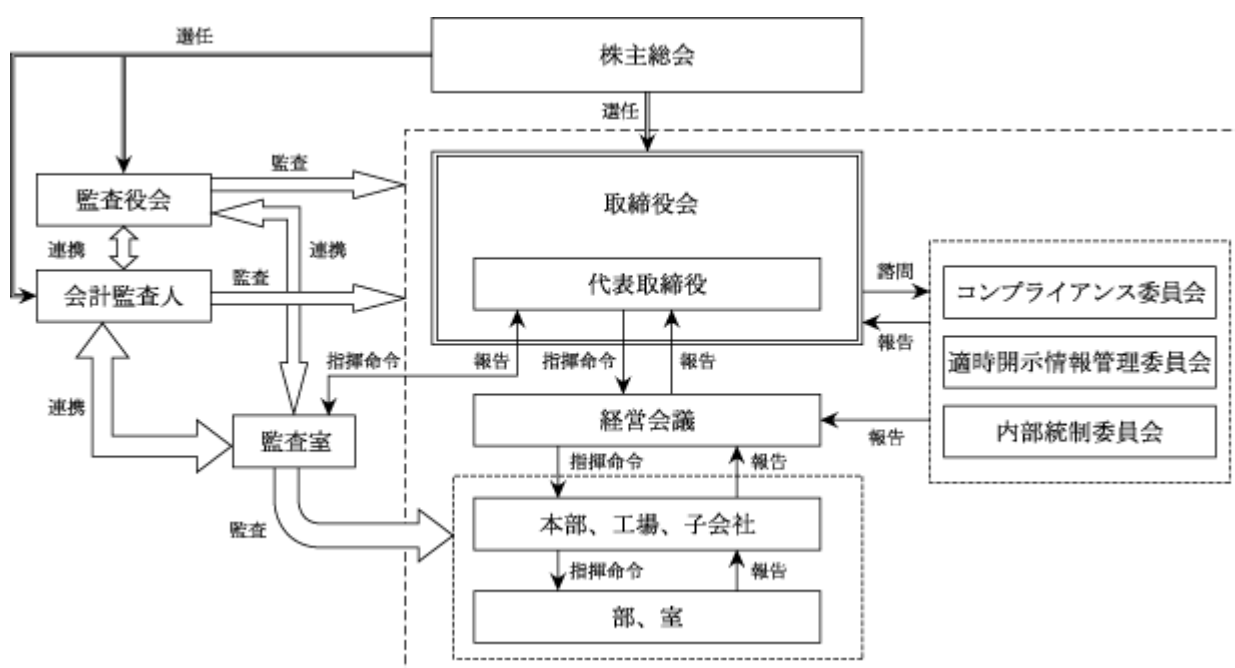 選任
株主総会
選任
監査
監査役会
取締役会
連携
連携
監査
会計監査人
代表取締役
諮問
コンプライアンス委員会
報告
指揮命令
報告
指揮命令
報告
適時開示情報管理委員会
連携
監査室
経営会議
報告
内部統制委員会
指揮命令
報告
監査
本部、工場、子会社
指揮命令
報告
部、室